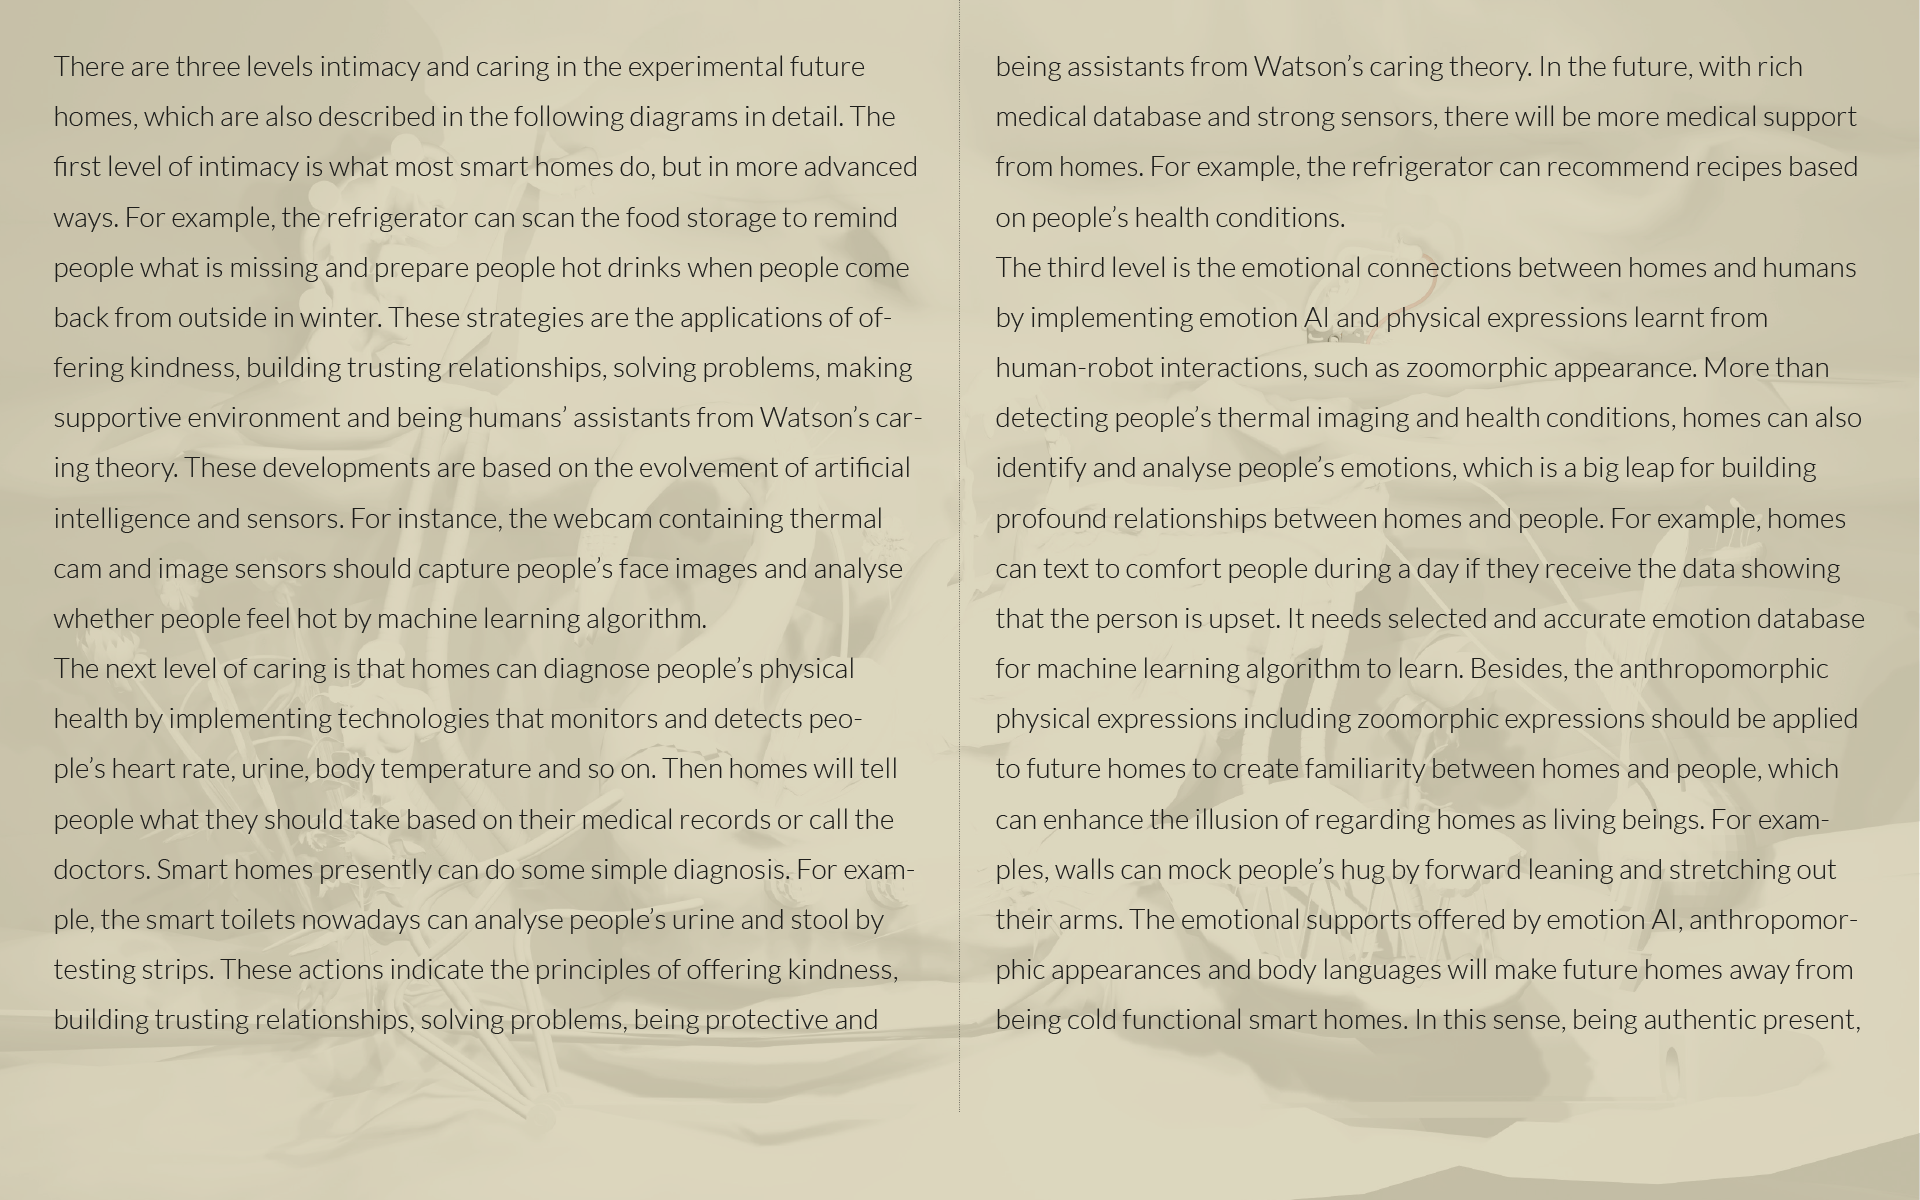 There are three levels intimacy and caring in the experimental future
homes, which are also described in the following diagrams in detail. The
first level of intimacy is what most smart homes do, but in more advanced
ways. For example, the refrigerator can scan the food storage to remind
people what is missing and prepare people hot drinks when people come
back from outside in winter. These strategies are the applications of of-
fering kindness, building trusting relationships, solving problems, making
supportive environment and being humans’ assistants from Watson’s car-
ing theory. These developments are based on the evolvement of artificial
intelligence and sensors. For instance, the webcam containing thermal
cam and image sensors should capture people’s face images and analyse
whether people feel hot by machine learning algorithm.
The next level of caring is that homes can diagnose people’s physical
health by implementing technologies that monitors and detects peo-
ple’s heart rate, urine, body temperature and so on. Then homes will tell
people what they should take based on their medical records or call the
doctors. Smart homes presently can do some simple diagnosis. For exam-
ple, the smart toilets nowadays can analyse people’s urine and stool by
testing strips. These actions indicate the principles of offering kindness,
building trusting relationships, solving problems, being protective and
being assistants from Watson’s caring theory. In the future, with rich
medical database and strong sensors, there will be more medical support
from homes. For example, the refrigerator can recommend recipes based
on people’s health conditions.
The third level is the emotional connections between homes and humans
by implementing emotion AI and physical expressions learnt from
human-robot interactions, such as zoomorphic appearance. More than
detecting people’s thermal imaging and health conditions, homes can also
identify and analyse people’s emotions, which is a big leap for building
profound relationships between homes and people. For example, homes
can text to comfort people during a day if they receive the data showing
that the person is upset. It needs selected and accurate emotion database
for machine learning algorithm to learn. Besides, the anthropomorphic
physical expressions including zoomorphic expressions should be applied
to future homes to create familiarity between homes and people, which
can enhance the illusion of regarding homes as living beings. For exam-
ples, walls can mock people’s hug by forward leaning and stretching out
their arms. The emotional supports offered by emotion AI, anthropomor-
phic appearances and body languages will make future homes away from
being cold functional smart homes. In this sense, being authentic present,